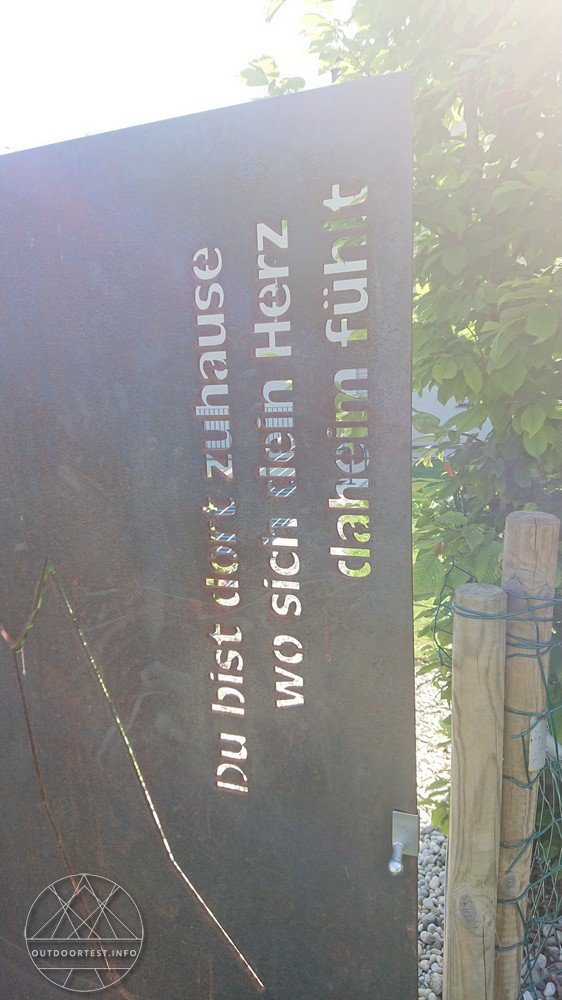 Du bist dort zuhause
wo sich dein Herz
daheim fühlt
OUTDOORTEST.INFO